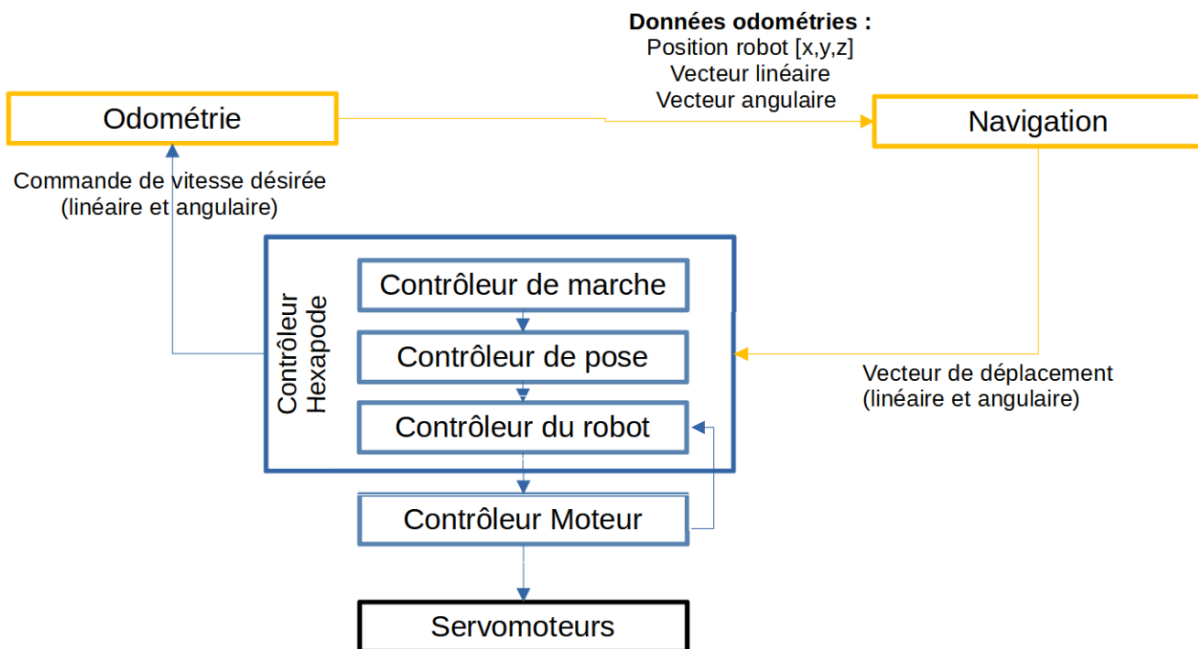 Données odométries :
Position robot [x,y,z]
Vecteur linéaire
Vecteur angulaire
Odométrie
Navigation
Commande de vitesse désirée
(linéaire et angulaire)
Contrôleur
Hexapode
Contrôleur de marche
Contrôleur de pose
Contrôleur du robot
Vecteur de déplacement
(linéaire et angulaire)
Contrôleur Moteur
Servomoteurs